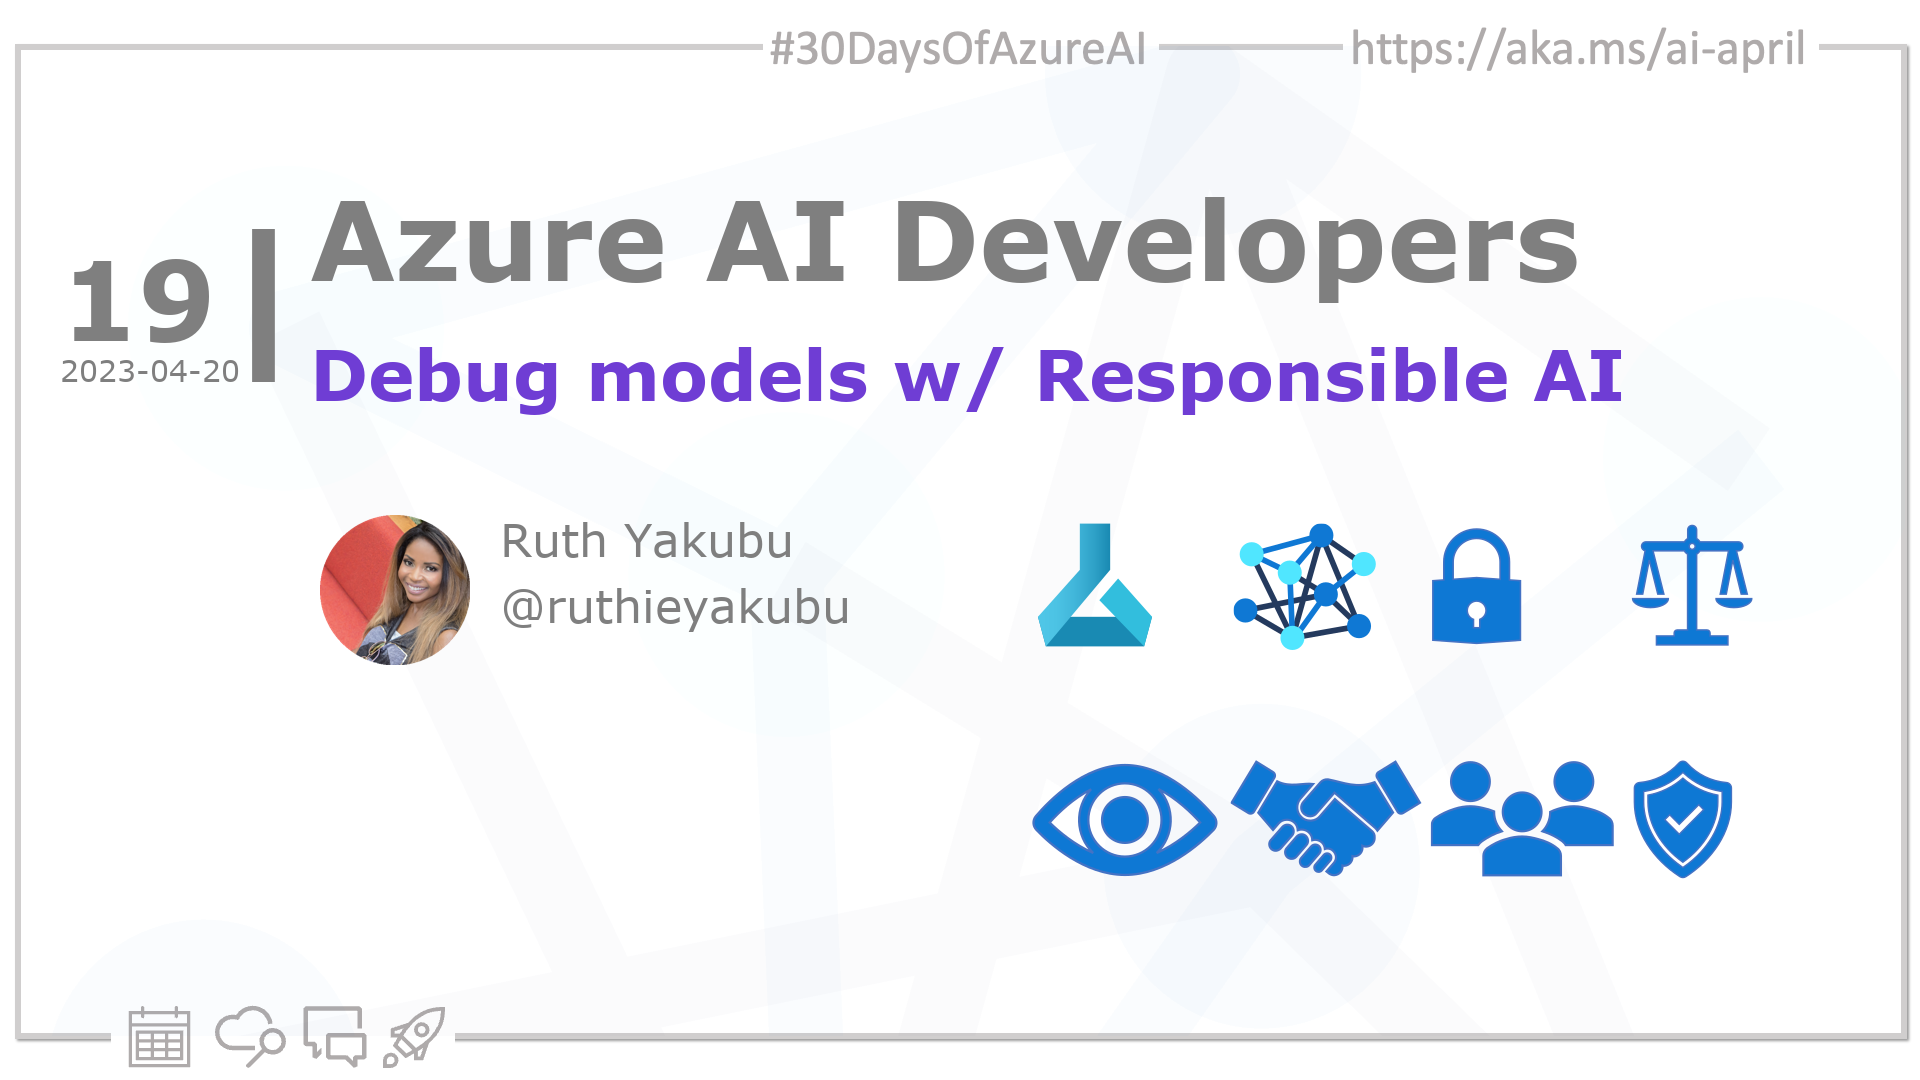 #30DaysOfAzureAI
https://aka.ms/ai-april
19
2023-04-20
Azure AI Developers
Debug models w/ Responsible AI
Ruth Yakubu
@ruthieyakubu